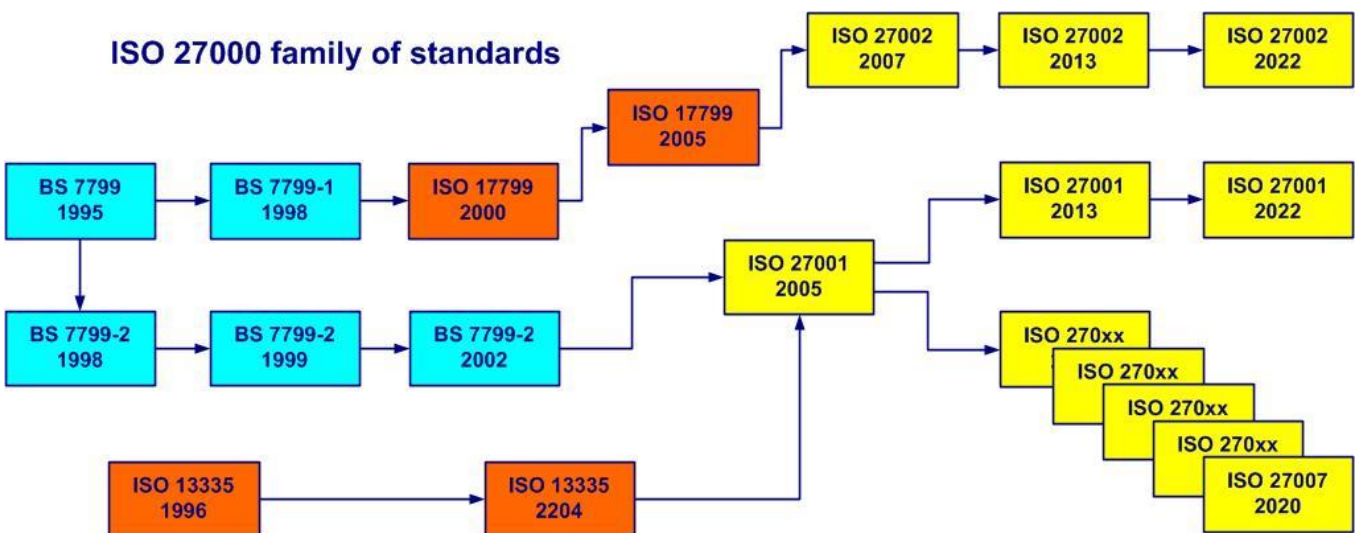 ISO 27000 family of standards
ISO 27002
2007
ISO 27002
2013
ISO 27002
2022
ISO 17799
2005
BS 7799
1995
BS 7799-1
1998
ISO 17799
2000
ISO 27001
2013
ISO 27001
2022
ISO 27001
2005
BS 7799-2
1998
BS 7799-2
1999
BS 7799-2
2002
ISO 270xx
ISO 270xx
ISO 270xx
ISO 270xx
ISO 27007
2020
ISO 13335
1996
ISO 13335
2204